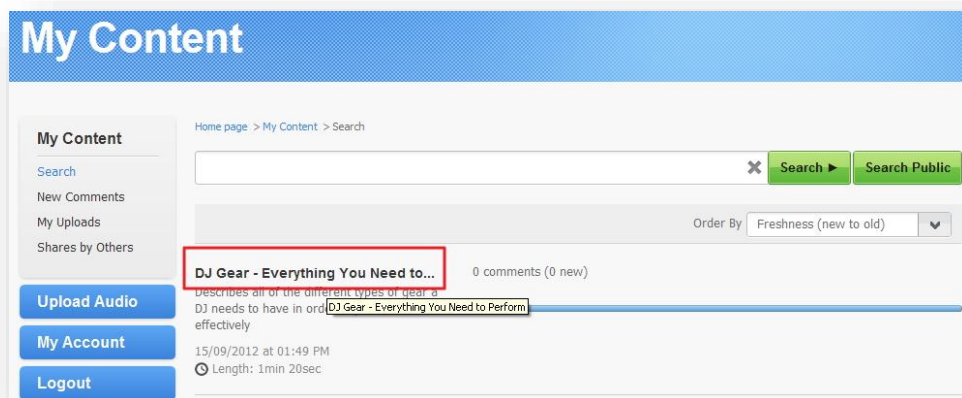 My Content
My Content
Search
New Comments
My Uploads
Shares by Others
Upload Audio
My Account
Logout
Home page > My Content > Search
Search ►
Search Public
Order By Freshness (new to old)
DJ Gear - Everything You Need to...
0 comments (0 new)
Describes all of the different types of gear a
DJ needs to have in
DJ Gear - Everything You Need to Perform
effectively
15/09/2012 at 01:49 PM
Length: 1min 20sec